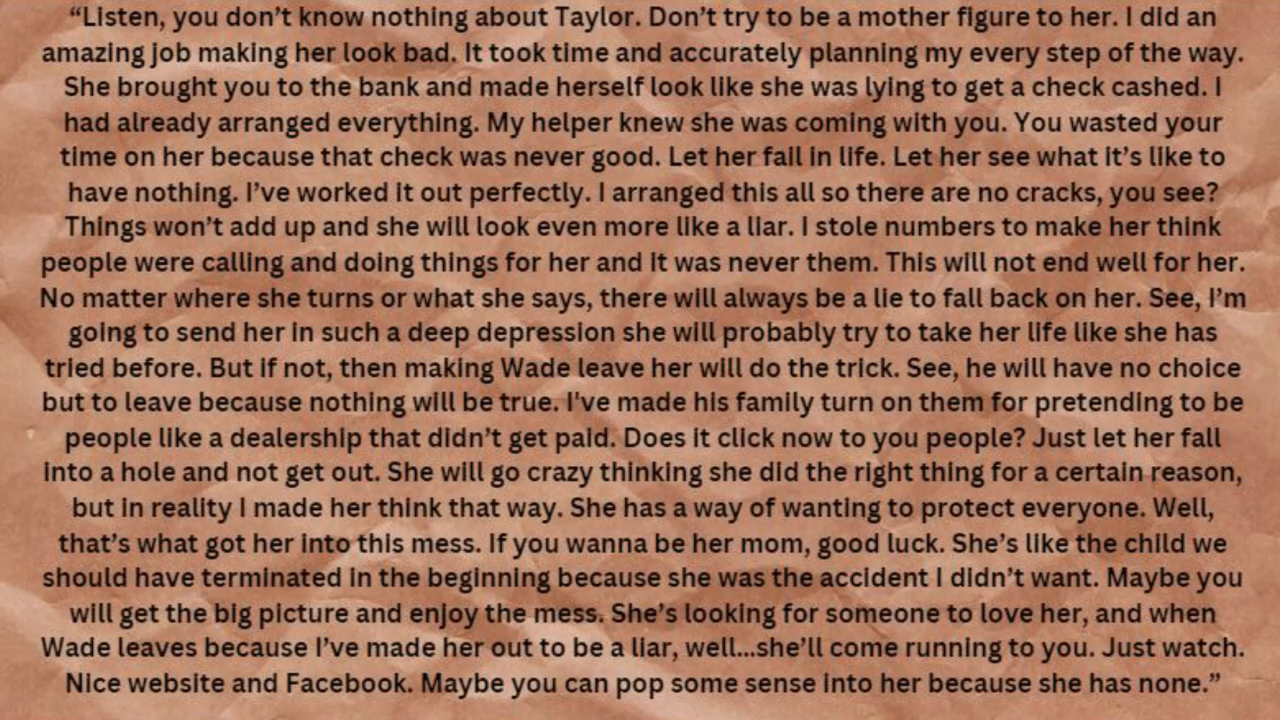 “Listen, you don’t know nothing about Taylor. Don’t try to be a mother figure to her. I did an
amazing job making her look bad. It took time and accurately planning my every step of the way.
She brought you to the bank and made herself look like she was lying to get a check cashed. I
had already arranged everything. My helper knew she was coming with you. You wasted your
time on her because that check was never good. Let her fail in life. Let her see what it’s like to
have nothing. I’ve worked it out perfectly. I arranged this all so there are no cracks, you see?
Things won’t add up and she will look even more like a liar. I stole numbers to make her think
people were calling and doing things for her and it was never them. This will not end well for her.
No matter where she turns or what she says, there will always be a lie to fall back on her. See, I’m
going to send her in such a deep depression she will probably try to take her life like she has
tried before. But if not, then making Wade leave her will do the trick. See, he will have no choice
but to leave because nothing will be true. I've made his family turn on them for pretending to be
people like a dealership that didn’t get paid. Does it click now to you people? Just let her fall
into a hole and not get out. She will go crazy thinking she did the right thing for a certain reason,
but in reality I made her think that way. She has a way of wanting to protect everyone. Well,
that’s what got her into this mess. If you wanna be her mom, good luck. She’s like the child we
should have terminated in the beginning because she was the accident I didn’t want. Maybe you
will get the big picture and enjoy the mess. She’s looking for someone to love her, and when
Wade leaves because I’ve made her out to be a liar, well...she’ll come running to you. Just watch.
Nice website and Facebook. Maybe you can pop some sense into her because she has none.”